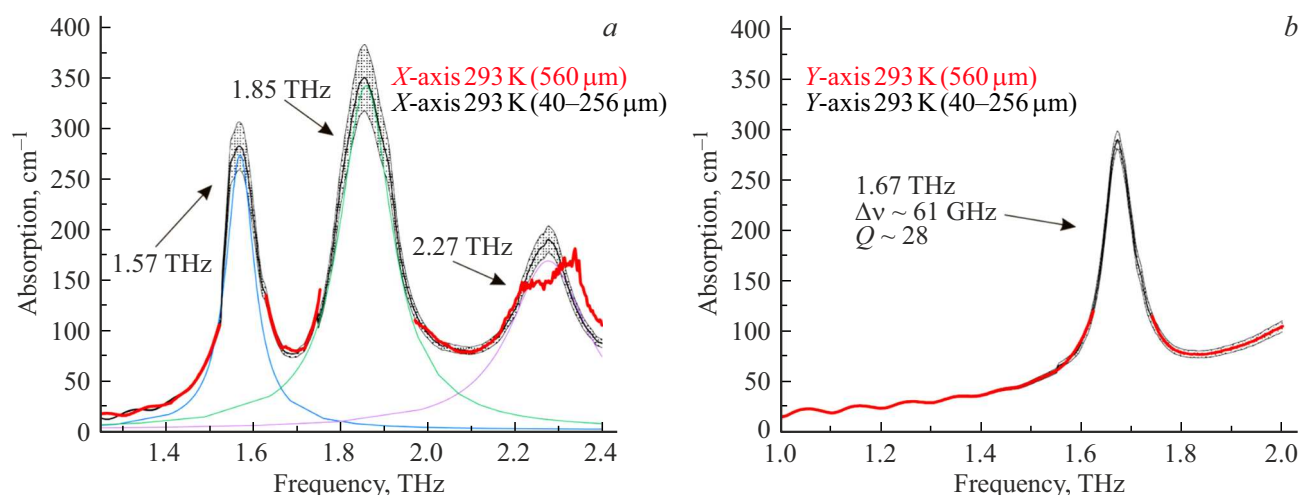 a
400
350
300
250
200
150
100
50
0
Absorption, cm⁻¹
X-axis 293 K (560 μm)
X-axis 293 K (40–256 μm)
1.85 THz
1.57 THz
2.27 THz
1.4 1.6 1.8 2.0 2.2 2.4
Frequency, THz
b
400
350
300
250
200
150
100
50
0
Absorption, cm⁻¹
Y-axis 293 K (560 μm)
Y-axis 293 K (40–256 μm)
1.67 THz
Δν ~ 61 GHz
Q ~ 28
1.0 1.2 1.4 1.6 1.8 2.0
Frequency, THz